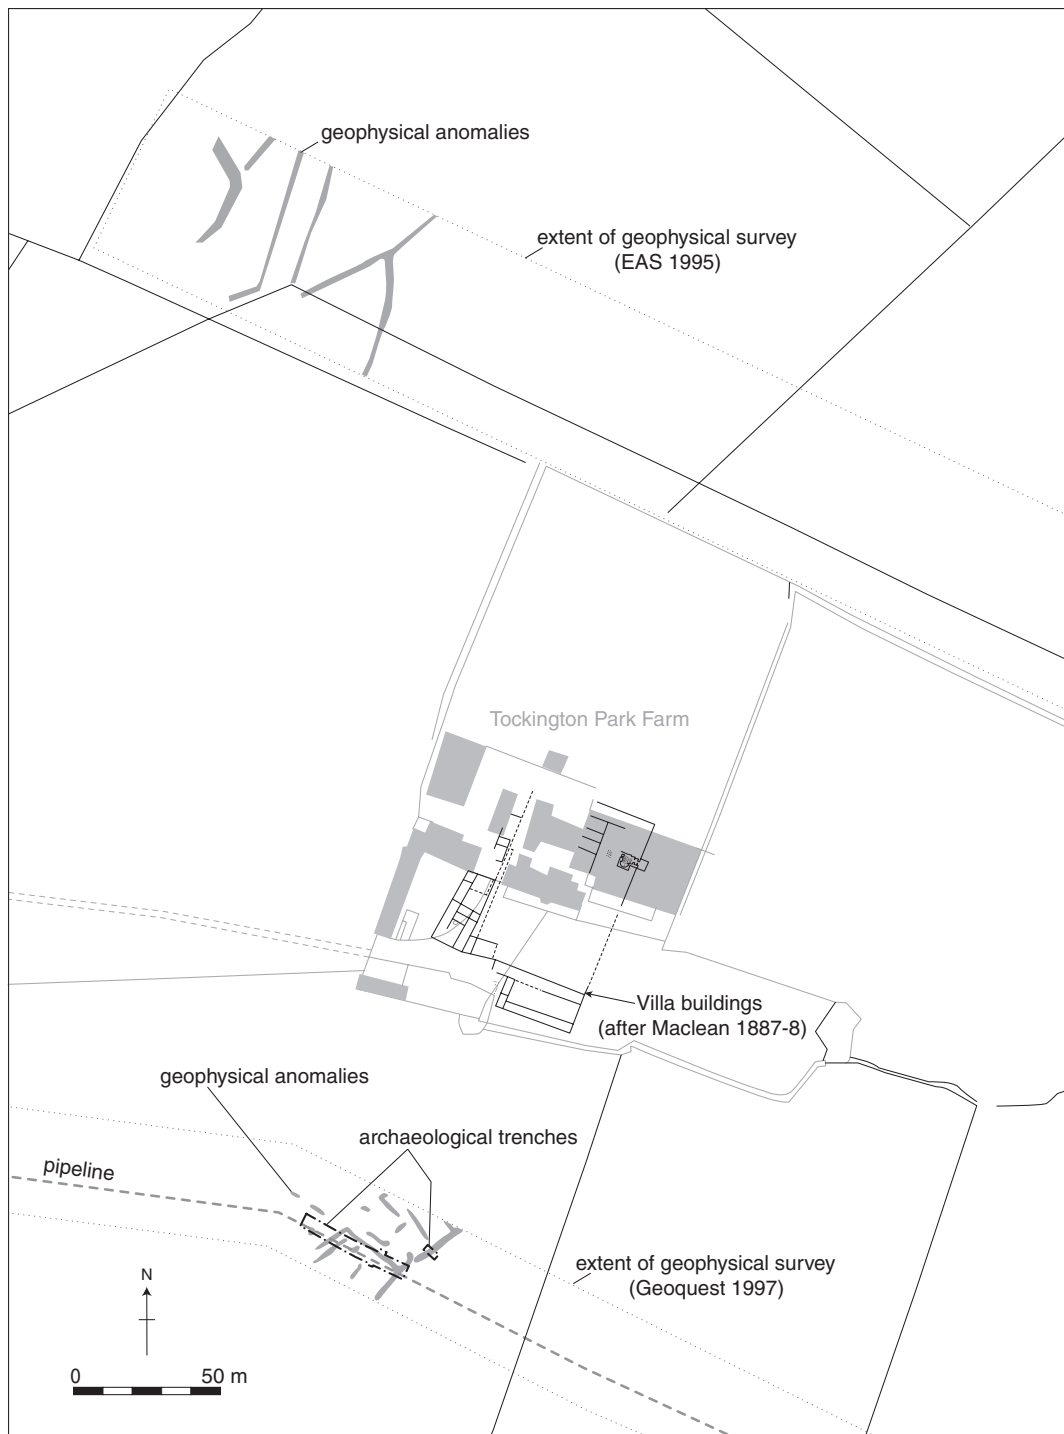 geophysical anomalies
extent of geophysical survey
(EAS 1995)
Tockington Park Farm
Villa buildings
(after Maclean 1887-8)
geophysical anomalies
archaeological trenches
pipeline
extent of geophysical survey
(Geoquest 1997)
N
0 50 m